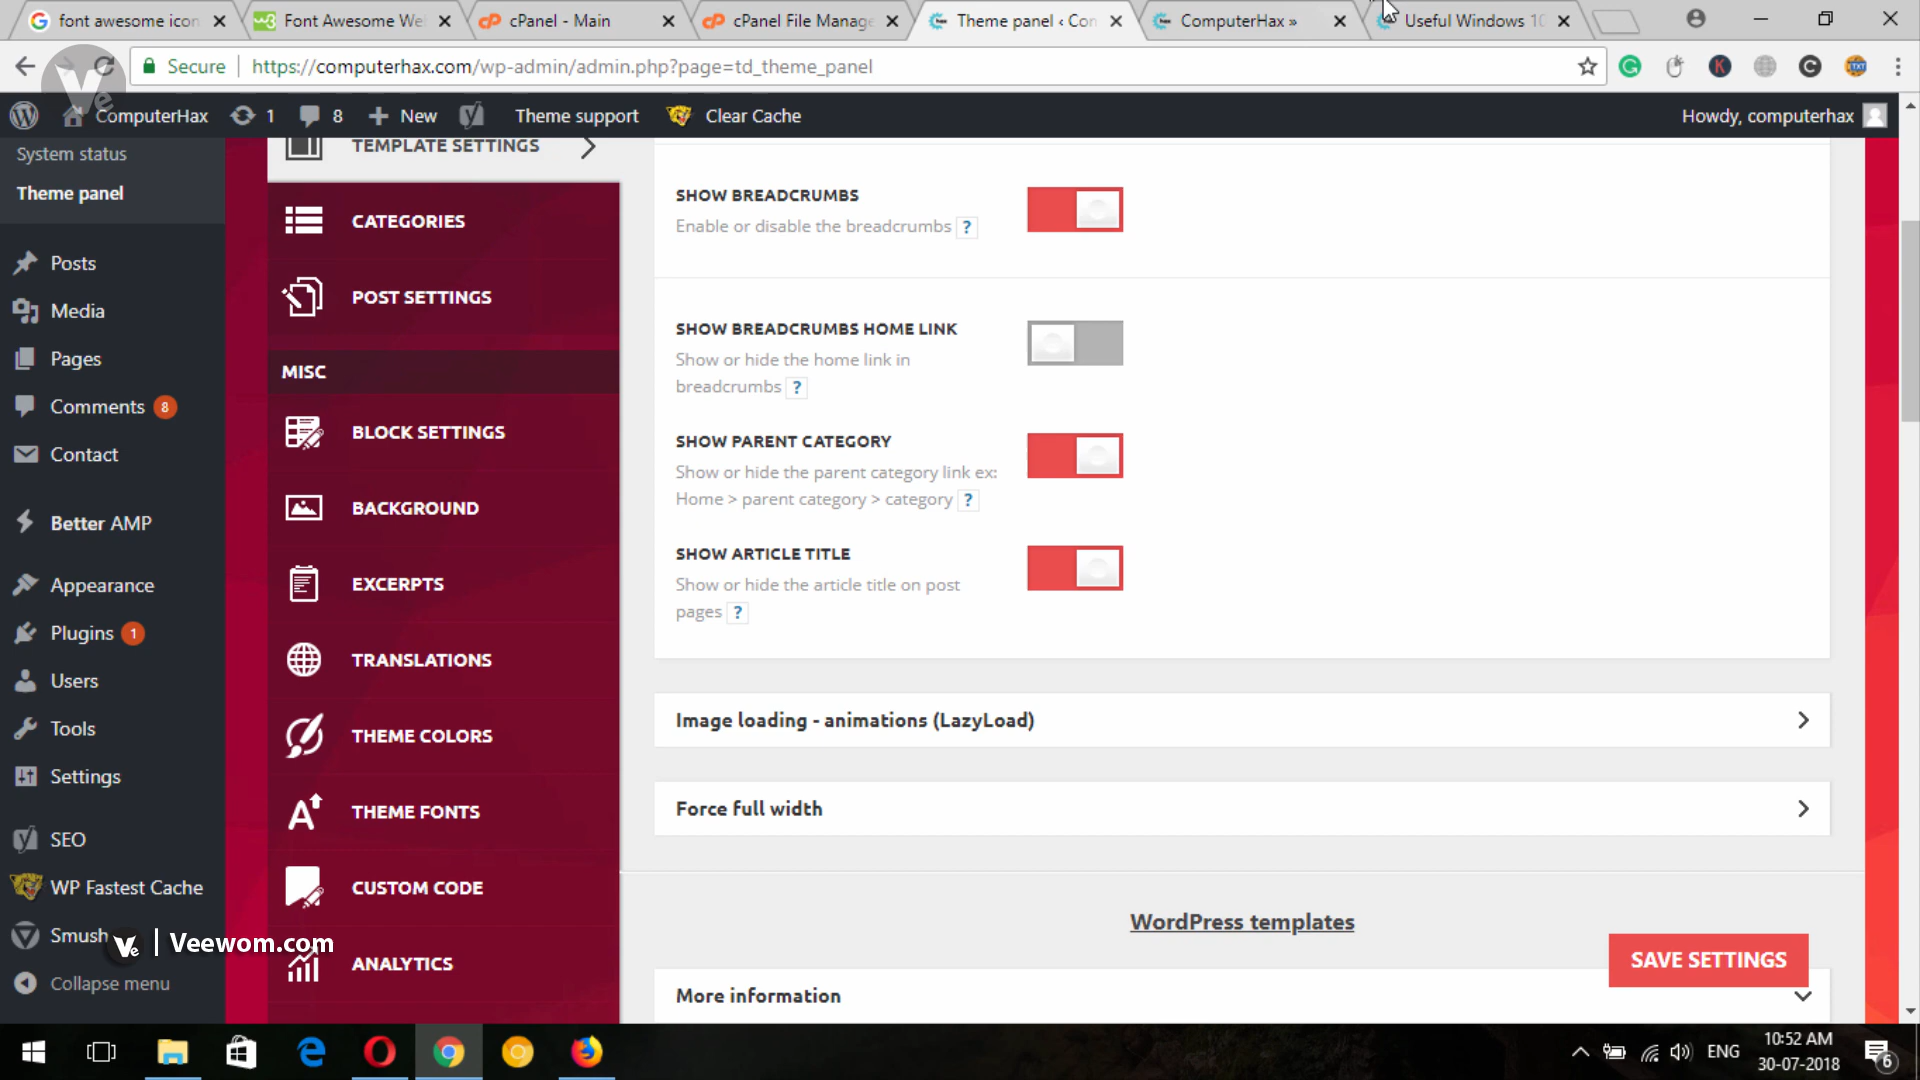 font awesome icon
Font Awesome We
cPanel - Main
cPanel File Manage
Theme panel ‹ Con
ComputerHax »
Useful Windows 10
Secure
https://computerhax.com/wp-admin/admin.php?page=td_theme_panel
ComputerHax
1
8
New
Theme support
Clear Cache
Howdy, computerhax
System status
Theme panel
Posts
Media
Pages
Comments 8
Contact
Better AMP
Appearance
Plugins 1
Users
Tools
Settings
SEO
WP Fastest Cache
Smush
Collapse menu
Veewom.com
TEMPLATE SETTINGS
CATEGORIES
POST SETTINGS
MISC
BLOCK SETTINGS
BACKGROUND
EXCERPTS
TRANSLATIONS
THEME COLORS
THEME FONTS
CUSTOM CODE
ANALYTICS
SHOW BREADCRUMBS
Enable or disable the breadcrumbs ?
SHOW BREADCRUMBS HOME LINK
Show or hide the home link in
breadcrumbs ?
SHOW PARENT CATEGORY
Show or hide the parent category link ex:
Home > parent category > category ?
SHOW ARTICLE TITLE
Show or hide the article title on post
pages ?
Image loading - animations (LazyLoad)
Force full width
WordPress templates
SAVE SETTINGS
More information
ENG
10:52 AM
30-07-2018
6